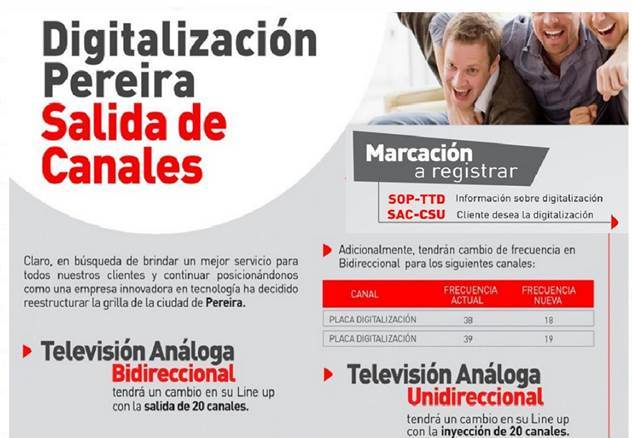 Digitalización
Pereira
Salida de
Canales
Marcación
a registrar
SOP-TTD Información sobre digitalización
SAC-CSU Cliente desea la digitalización
Claro, en búsqueda de brindar un mejor servicio para
todos nuestros clientes y continuar posicionándonos
como una empresa innovadora en tecnología ha decidido
reestructurar la grilla de la ciudad de Pereira.
Televisión Análoga
Bidireccional
tendrá un cambio en su Line up
con la salida de 20 canales.
Adicionalmente, tendrán cambio de frecuencia en
Bidireccional para los siguientes canales:
CANAL FRECUENCIA ACTUAL FRECUENCIA NUEVA
PLACA DIGITALIZACIÓN 38 18
PLACA DIGITALIZACIÓN 39 19
Televisión Análoga
Unidireccional
tendrá un cambio en su Line up
con la inyección de 20 canales.